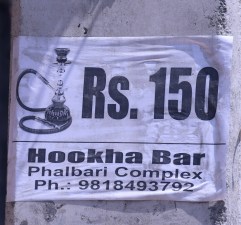 Rs. 150
Hookha Bar
Phalbari Complex
Ph.: 9818493792